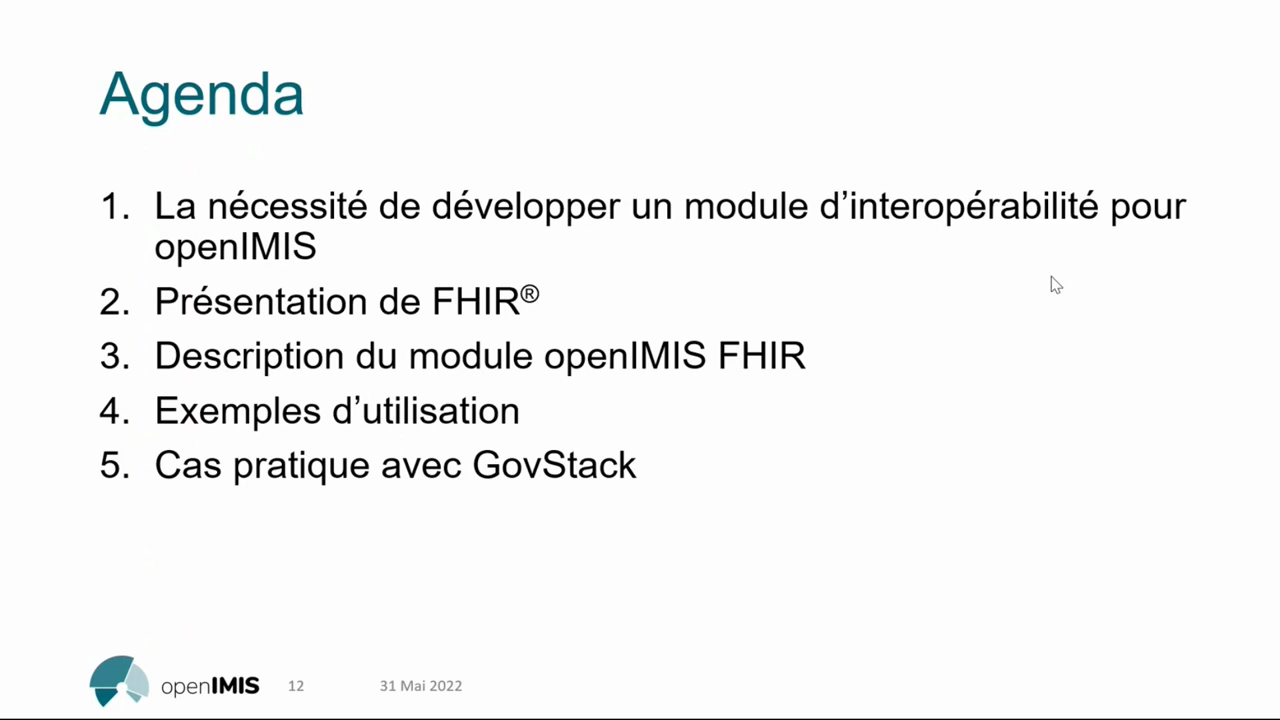 Agenda
1. La nécessité de développer un module d’interopérabilité pour
openIMIS
2. Présentation de FHIR®
3. Description du module openIMIS FHIR
4. Exemples d’utilisation
5. Cas pratique avec GovStack
openIMIS 12 31 Mai 2022